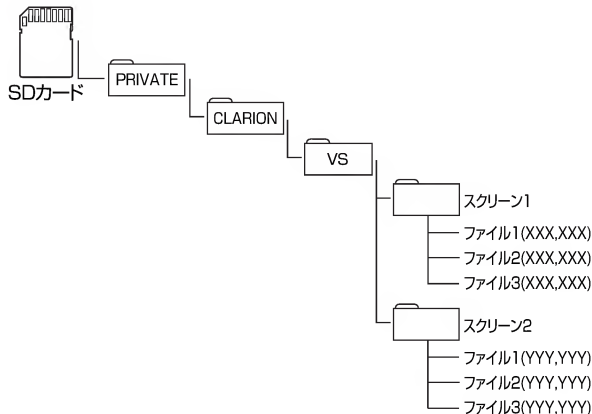 SDカード
PRIVATE
CLARION
VS
スクリーン1
ファイル1(XXX,XXX)
ファイル2(XXX,XXX)
ファイル3(XXX,XXX)
スクリーン2
ファイル1(YYY,YYY)
ファイル2(YYY,YYY)
ファイル3(YYY,YYY)